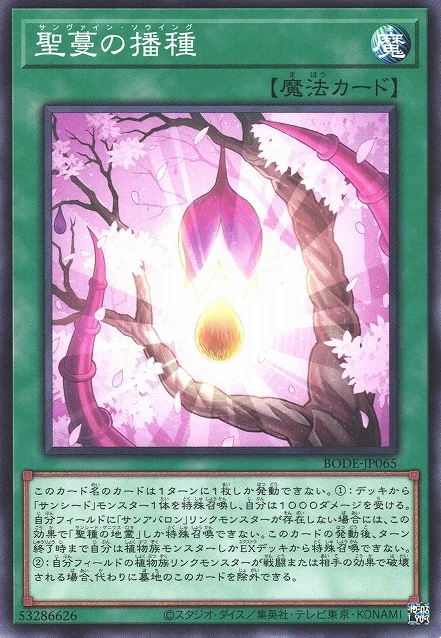 サンヴァイン・ソウイング
聖蔓の播種
魔
【魔法カード】
BODE-JP065
このカード名のカードは1ターンに1枚しか発動できない。①：デッキから
「サンシード」モンスター1体を特殊召喚し、自分は1000ダメージを受ける。
自分フィールドに「サンアバロン」リンクモンスターが存在しない場合には、この
効果で「聖種の地霊」しか特殊召喚できない。このカードの発動後、ターン
終了時まで自分は植物族モンスターしかEXデッキから特殊召喚できない。
②：自分フィールドの植物族リンクモンスターが戦闘または相手の効果で破壊
される場合、代わりに墓地のこのカードを除外できる。
53286626
©スタジオ・ダイス／集英社・テレビ東京・KONAMI